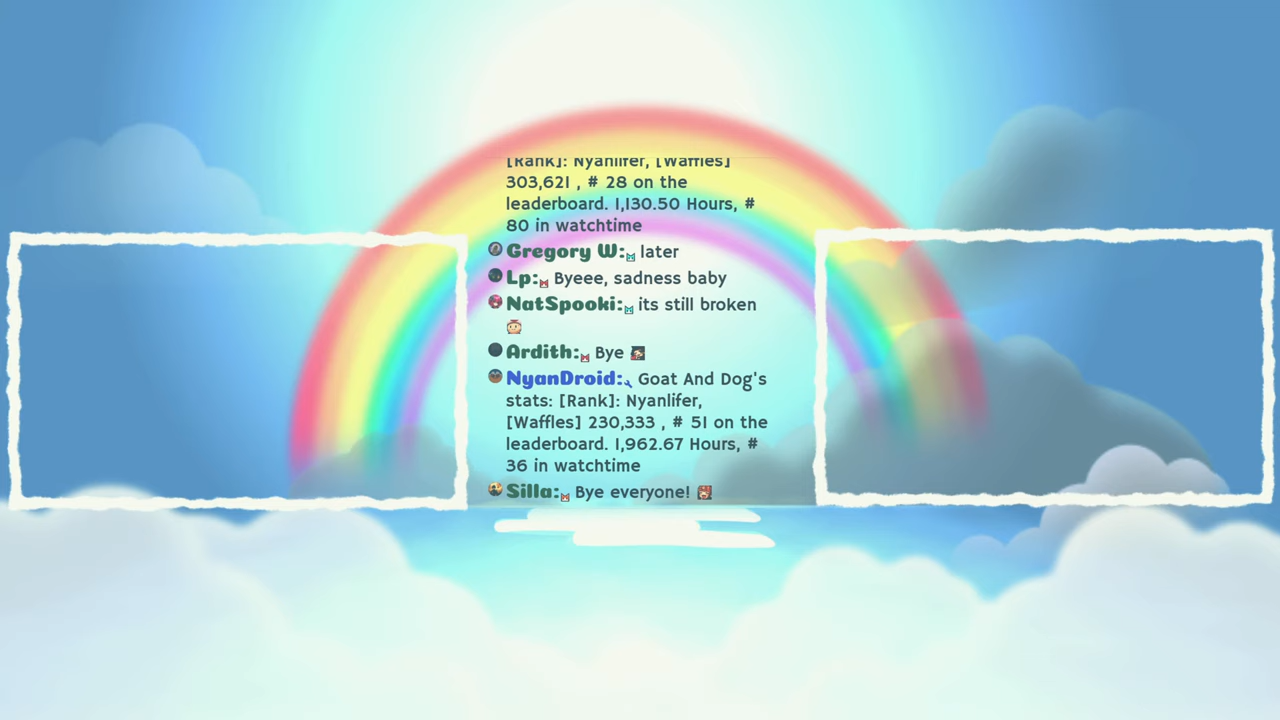 [Rank]: Nyanlifer, [Waffles]
303,621 , # 28 on the
leaderboard. 1,130.50 Hours, #
80 in watchtime
Gregory W: later
Lp: Byeee, sadness baby
NatSpooki: its still broken
Ardith: Bye
NyanDroid: Goat And Dog's
stats: [Rank]: Nyanlifer,
[Waffles] 230,333 , # 51 on the
leaderboard. 1,962.67 Hours, #
36 in watchtime
Silla: Bye everyone!